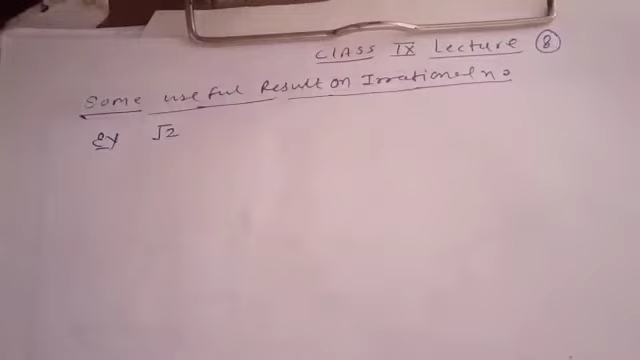 CLASS IX Lecture 8
Some useful Result on Irrational no
Ex √2